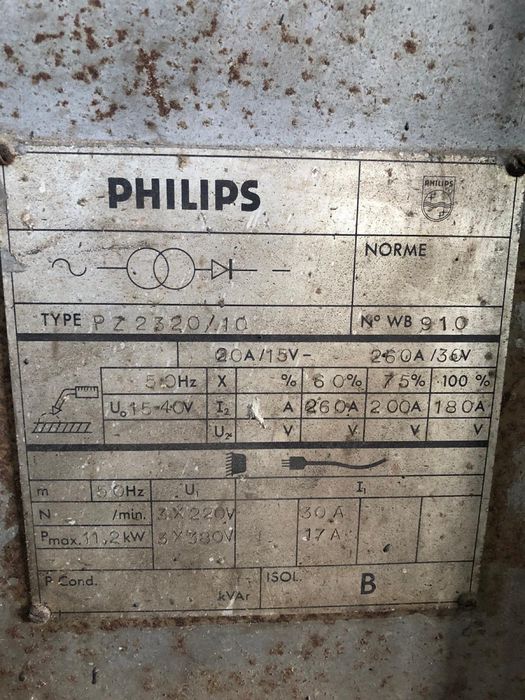 PHILIPS
PHILIPS
NORME
TYPE PZ 2320/10 Nº WB 910
20A/15V- 260A/36V
50Hz X % 60% 75% 100%
U₀ 15-40V I₂ A 260A 200A 180A
U₂ V V V V
m 50Hz U₁ I₁
N /min. 3X220V 30A
Pmax. 11,2kW 3X380V 17A
P Cond. kVAr ISOL. B